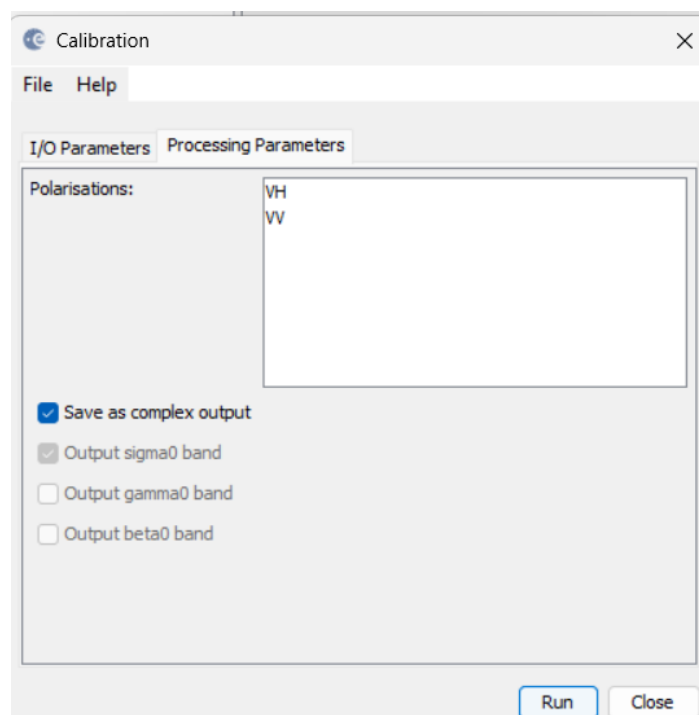 Calibration
File Help
I/O Parameters Processing Parameters
Polarisations:
VH
VV
Save as complex output
Output sigma0 band
Output gamma0 band
Output beta0 band
Run Close